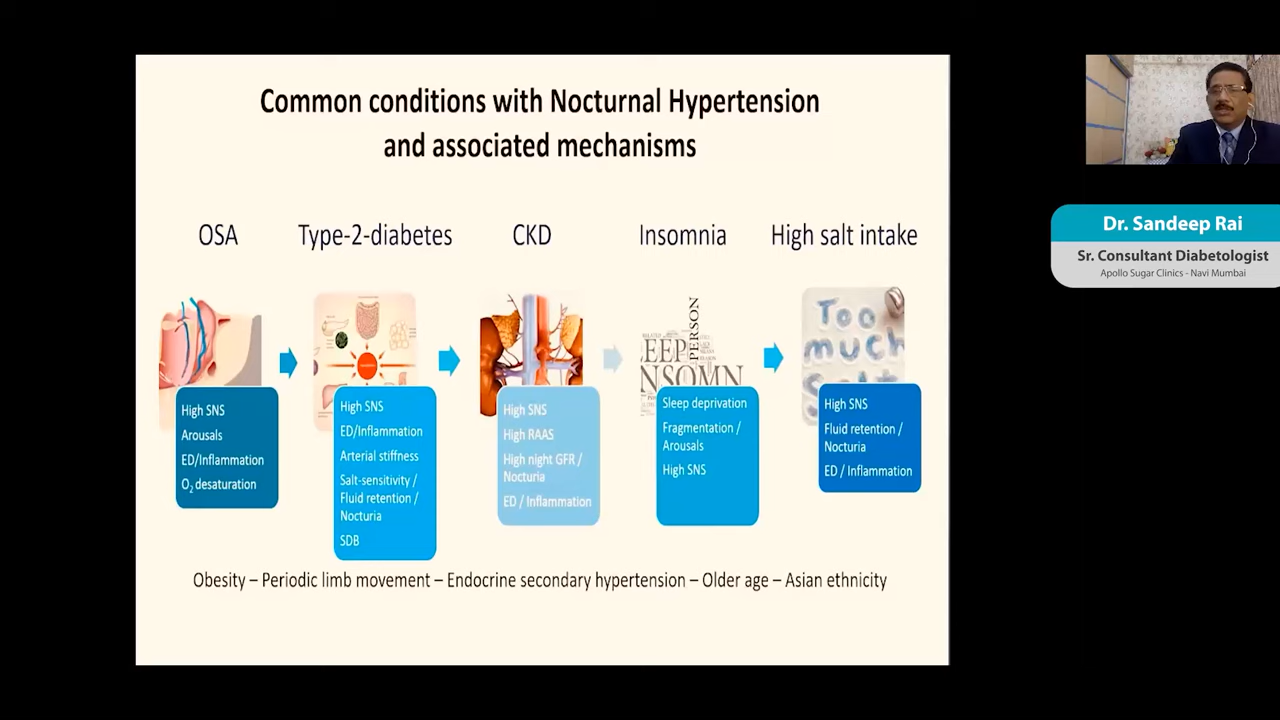 Common conditions with Nocturnal Hypertension
and associated mechanisms
OSA
Type-2-diabetes
CKD
Insomnia
High salt intake
PERSON
EEP
NSOMN
Too
much
Salt
High SNS
Arousals
ED/Inflammation
O₂ desaturation
High SNS
ED/Inflammation
Arterial stiffness
Salt-sensitivity /
Fluid retention /
Nocturia
SDB
High SNS
High RAAS
High night GFR /
Nocturia
ED / Inflammation
Sleep deprivation
Fragmentation /
Arousals
High SNS
High SNS
Fluid retention /
Nocturia
ED / Inflammation
Obesity – Periodic limb movement – Endocrine secondary hypertension – Older age – Asian ethnicity
Dr. Sandeep Rai
Sr. Consultant Diabetologist
Apollo Sugar Clinics - Navi Mumbai